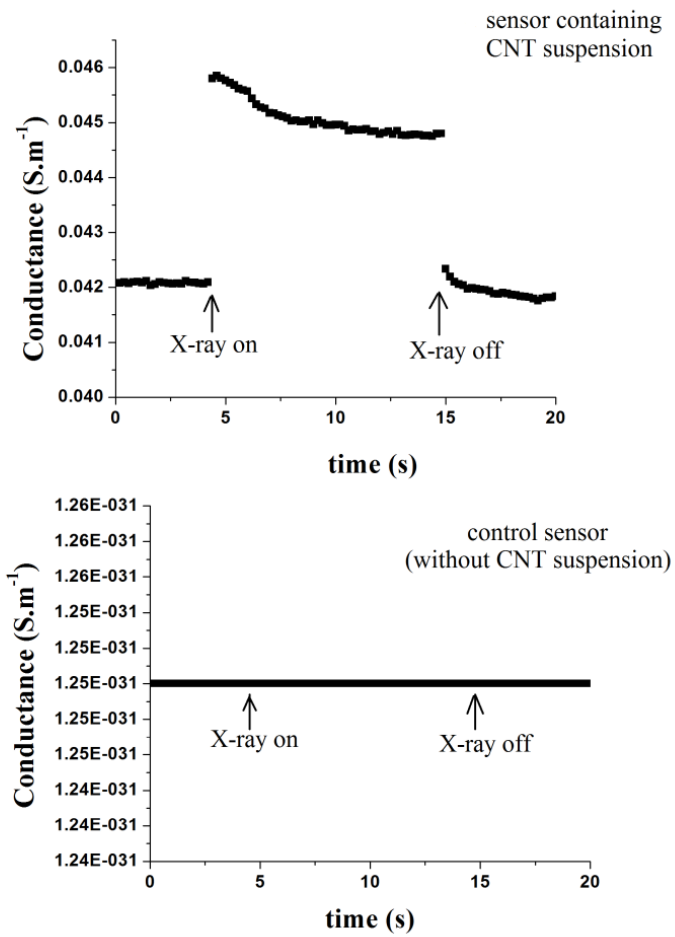 sensor containing
CNT suspension
0.046
0.045
0.044
0.043
0.042
0.041
0.040
Conductance (S.m-1)
X-ray on
X-ray off
0 5 10 15 20
time (s)
1.26E-031
1.26E-031
1.26E-031
1.25E-031
1.25E-031
1.25E-031
1.25E-031
1.25E-031
1.24E-031
1.24E-031
1.24E-031
Conductance (S.m-1)
control sensor
(without CNT suspension)
X-ray on
X-ray off
0 5 10 15 20
time (s)